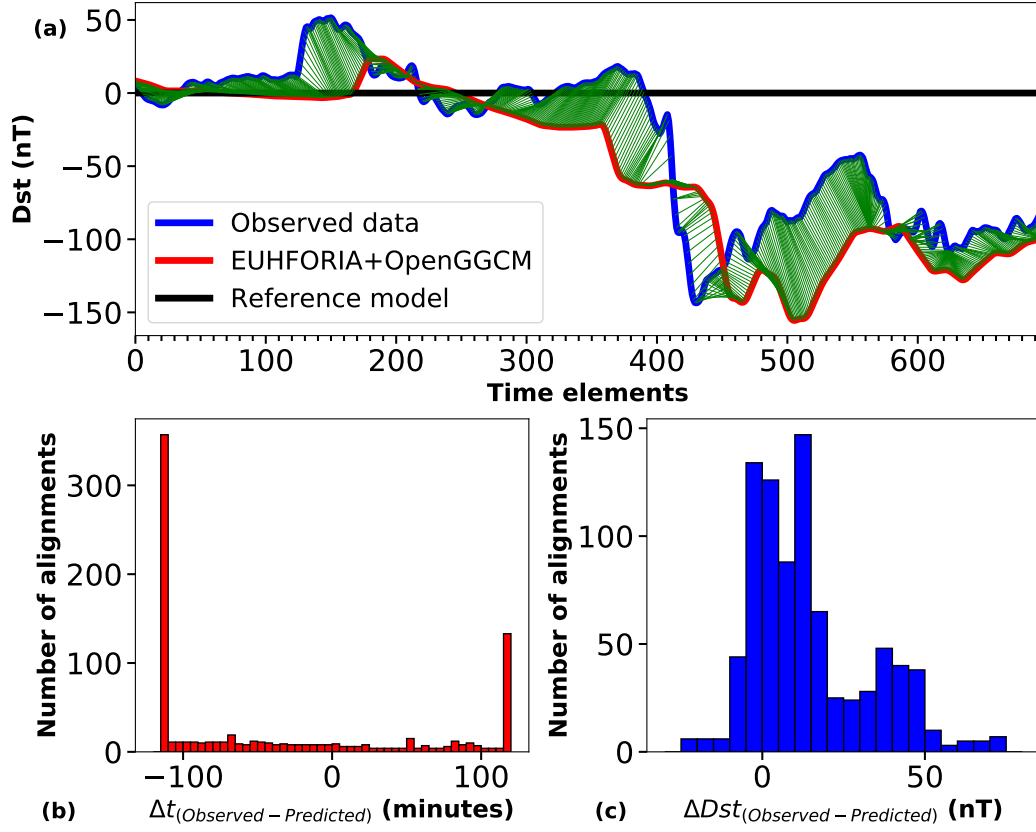 (a)
50
0
−50
−100
−150
Dst (nT)
Observed data
EUHFORIA+OpenGGCM
Reference model
0 100 200 300 400 500 600
Time elements
300
200
100
0
Number of alignments
−100 0 100
(b) Δt(Observed − Predicted) (minutes)
150
100
50
0
Number of alignments
0 50
(c) ΔDst(Observed − Predicted) (nT)